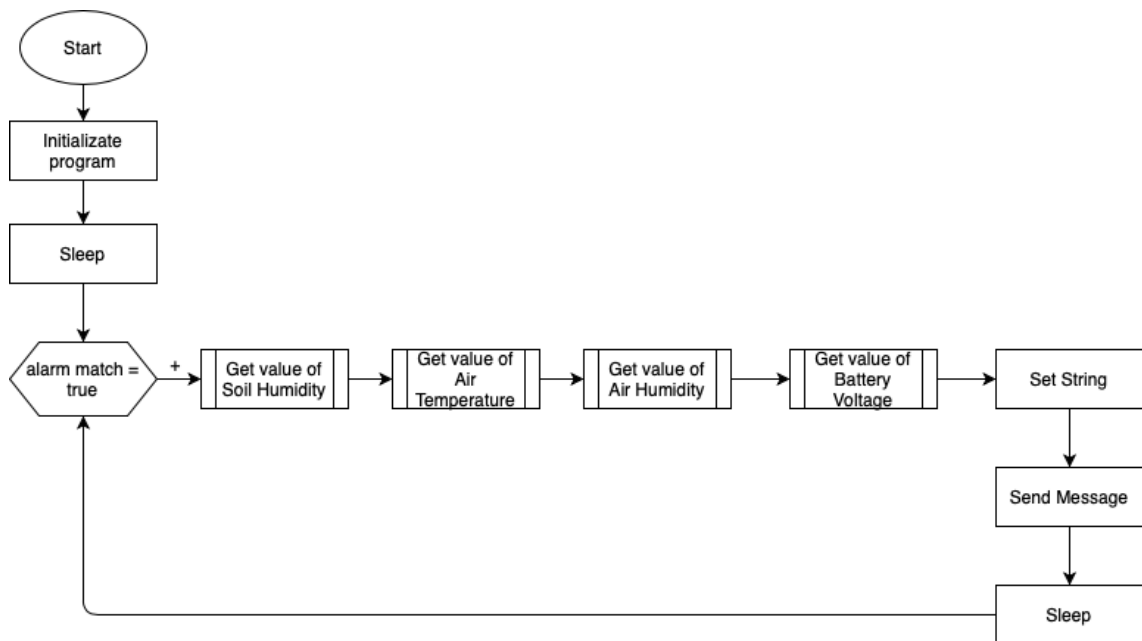 Start
Initializate
program
Sleep
alarm match =
true
+
Get value of
Soil Humidity
Get value of
Air
Temperature
Get value of
Air Humidity
Get value of
Battery
Voltage
Set String
Send Message
Sleep